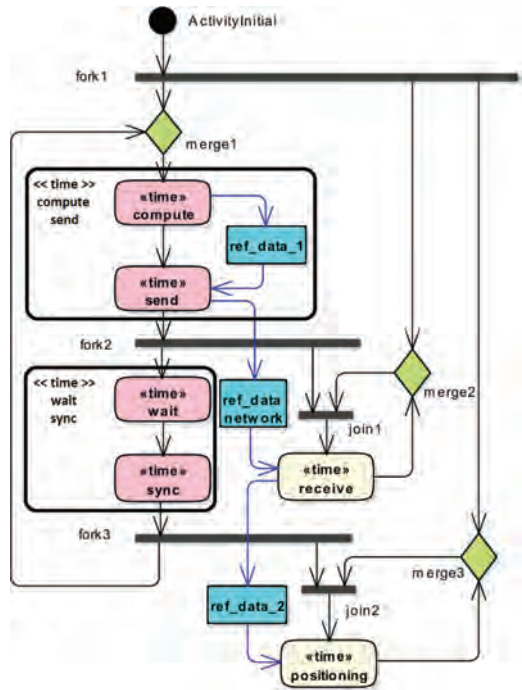 ActivityInitial
fork1
merge1
<< time >>
compute
send
«time»
compute
ref_data_1
«time»
send
fork2
<< time >>
wait
sync
«time»
wait
ref_data
network
merge2
join1
«time»
sync
«time»
receive
fork3
merge3
ref_data_2
join2
«time»
positioning